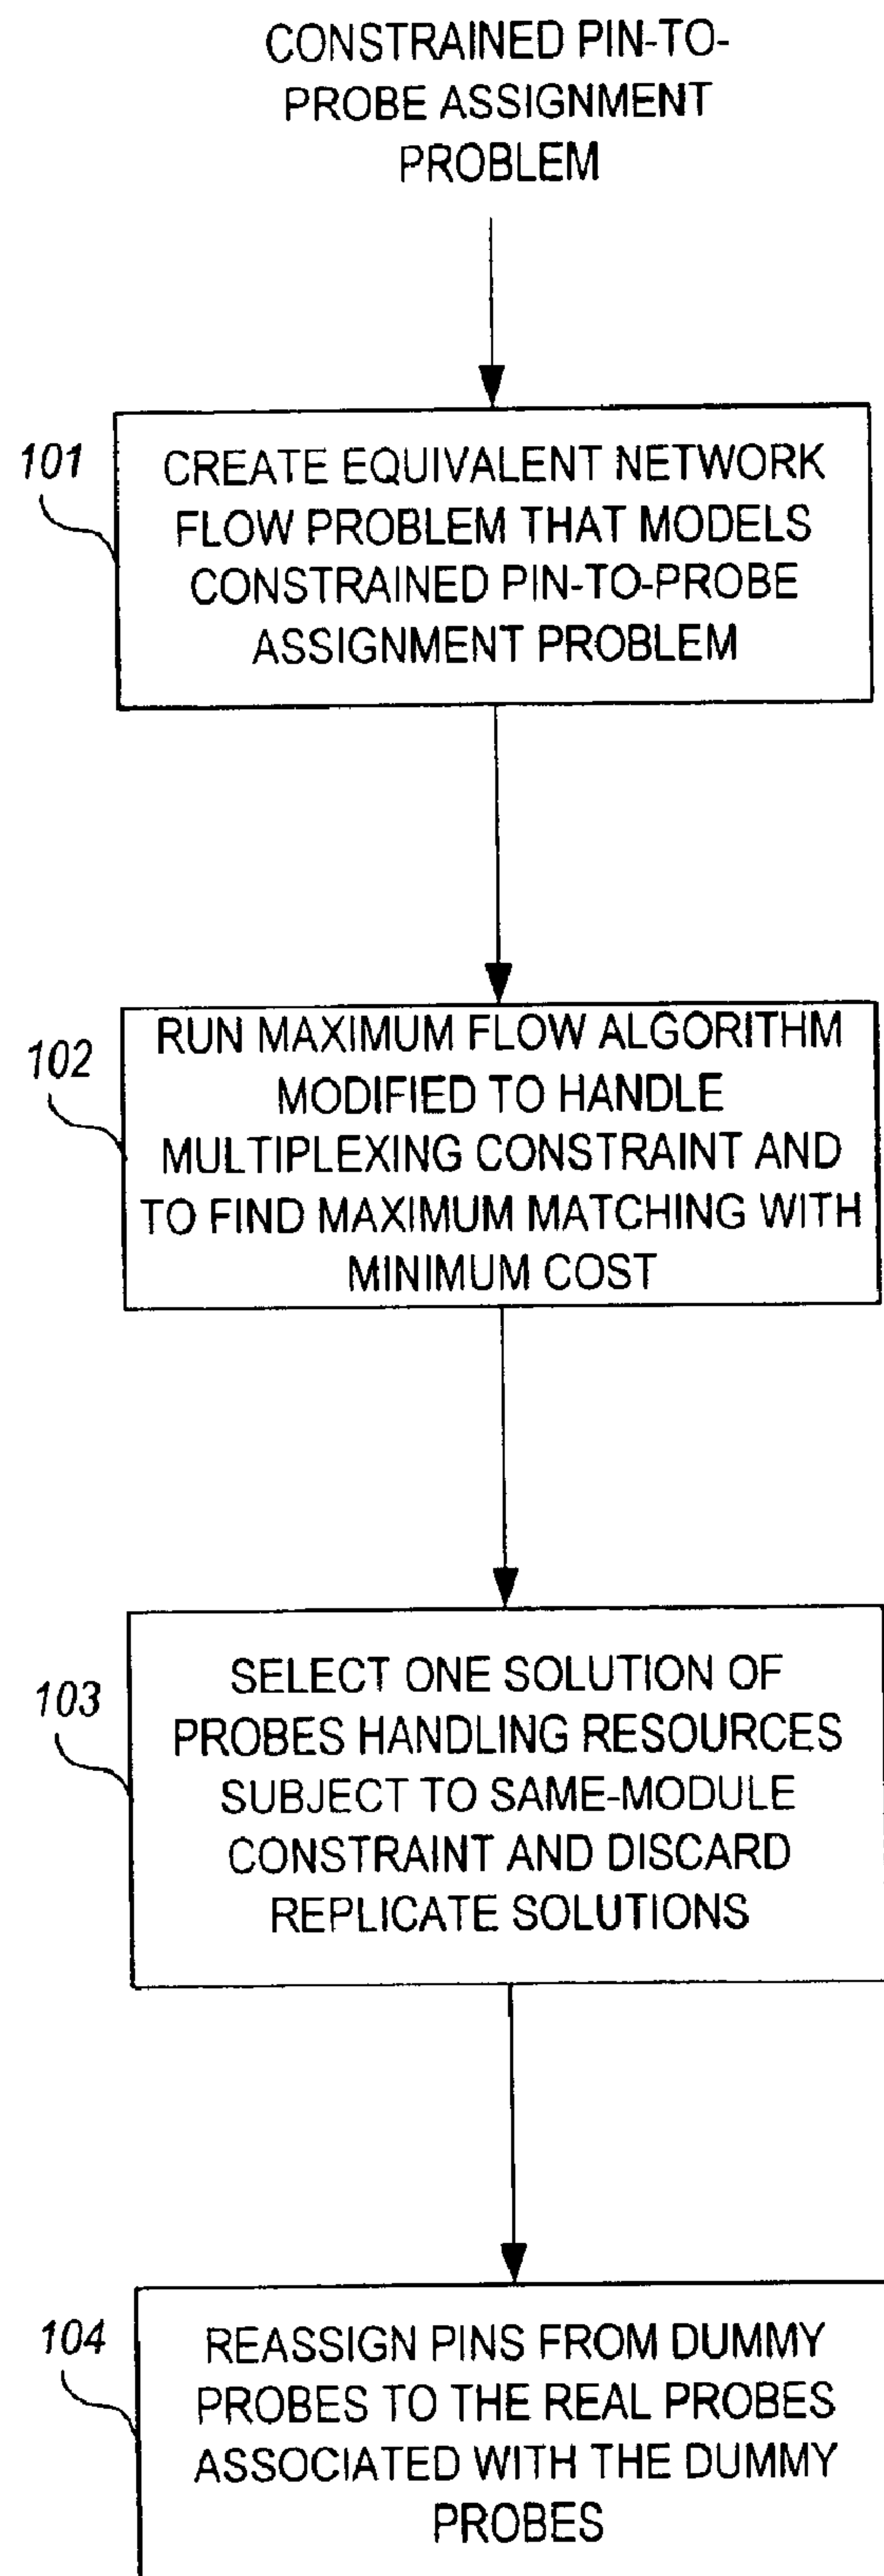 CONSTRAINED PIN-TO-
PROBE ASSIGNMENT
PROBLEM
101
CREATE EQUIVALENT NETWORK
FLOW PROBLEM THAT MODELS
CONSTRAINED PIN-TO-PROBE
ASSIGNMENT PROBLEM
102
RUN MAXIMUM FLOW ALGORITHM
MODIFIED TO HANDLE
MULTIPLEXING CONSTRAINT AND
TO FIND MAXIMUM MATCHING WITH
MINIMUM COST
103
SELECT ONE SOLUTION OF
PROBES HANDLING RESOURCES
SUBJECT TO SAME-MODULE
CONSTRAINT AND DISCARD
REPLICATE SOLUTIONS
104
REASSIGN PINS FROM DUMMY
PROBES TO THE REAL PROBES
ASSOCIATED WITH THE DUMMY
PROBES